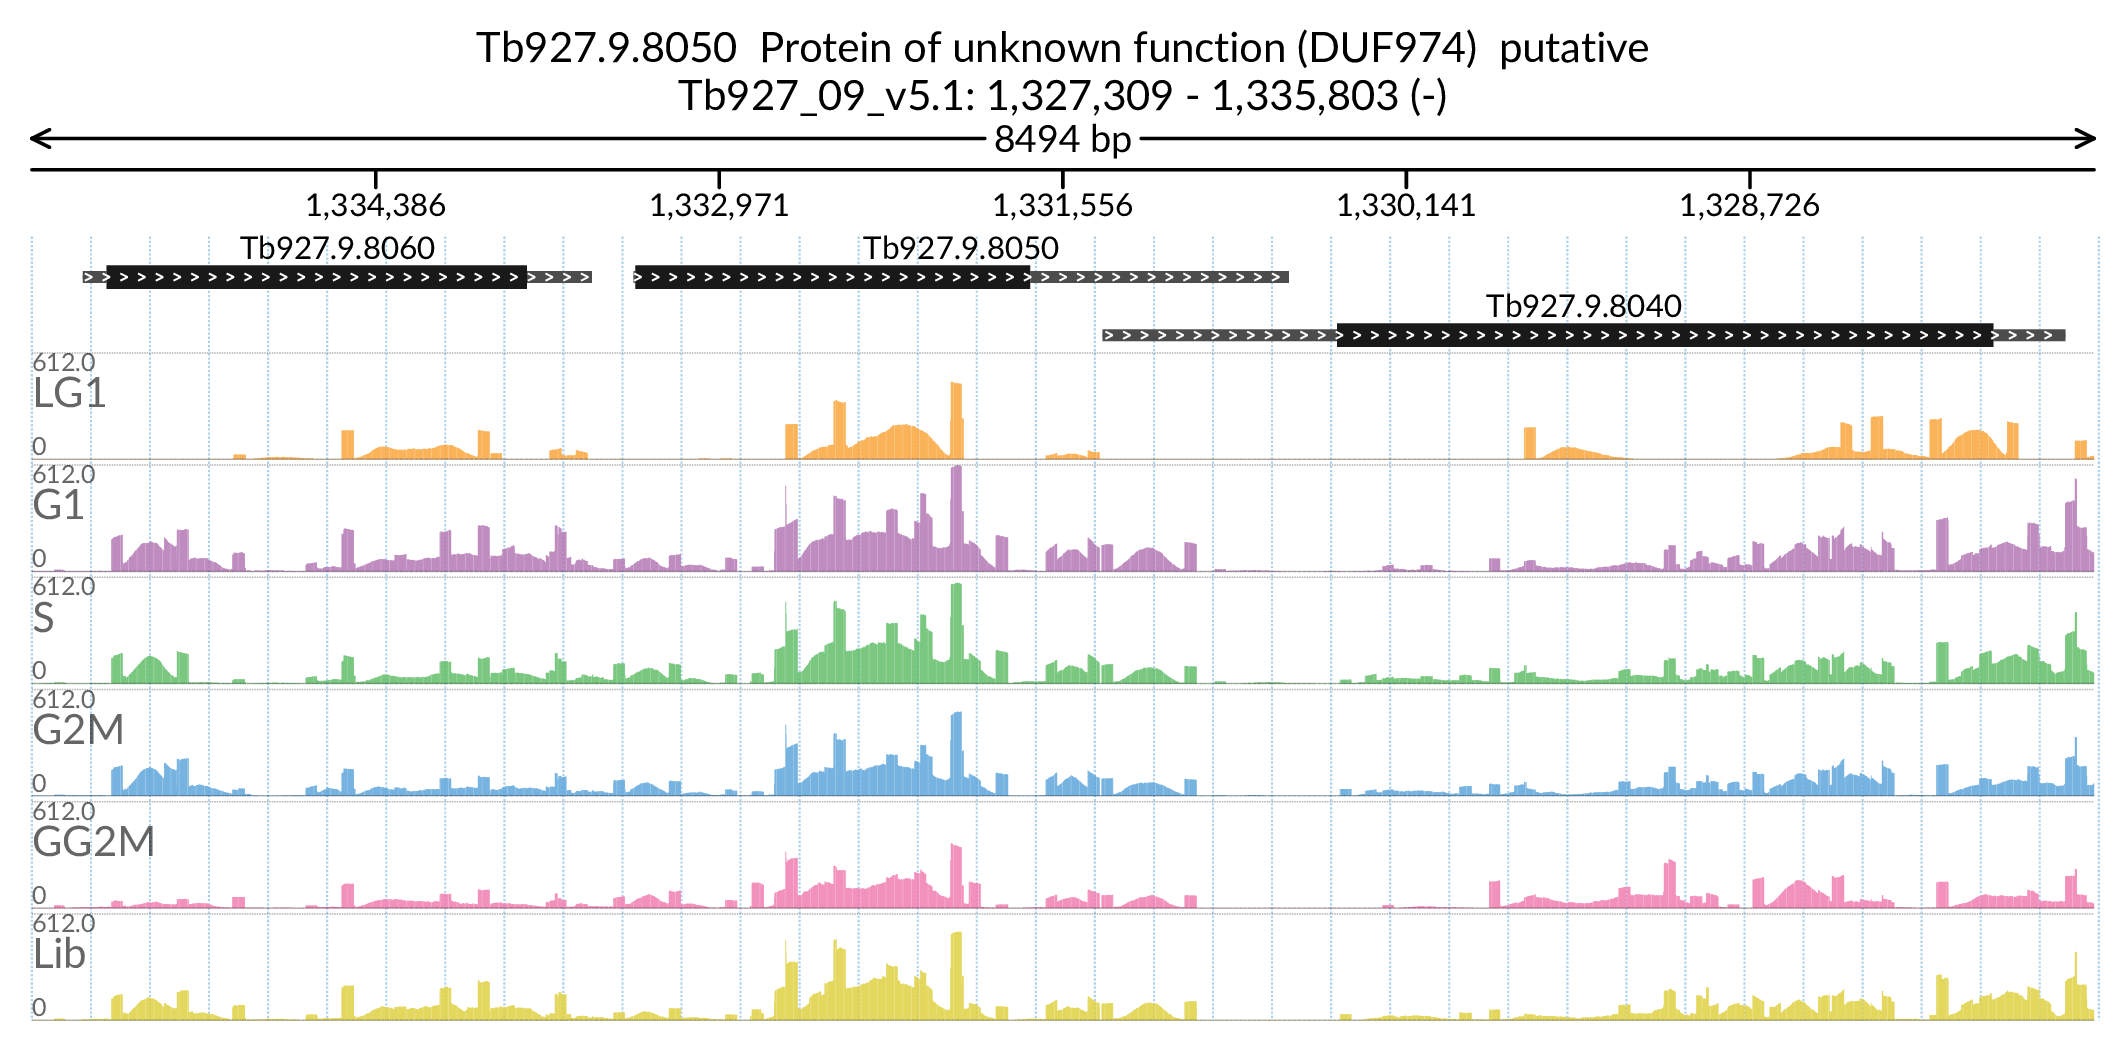 Tb927.9.8050  Protein of unknown function (DUF974)  putative
Tb927_09_v5.1: 1,327,309 - 1,335,803 (-)
8494 bp
1,334,386 1,332,971 1,331,556 1,330,141 1,328,726
Tb927.9.8060 Tb927.9.8050
Tb927.9.8040
612.0
LG1
0
612.0
G1
0
612.0
S
0
612.0
G2M
0
612.0
GG2M
0
612.0
Lib
0